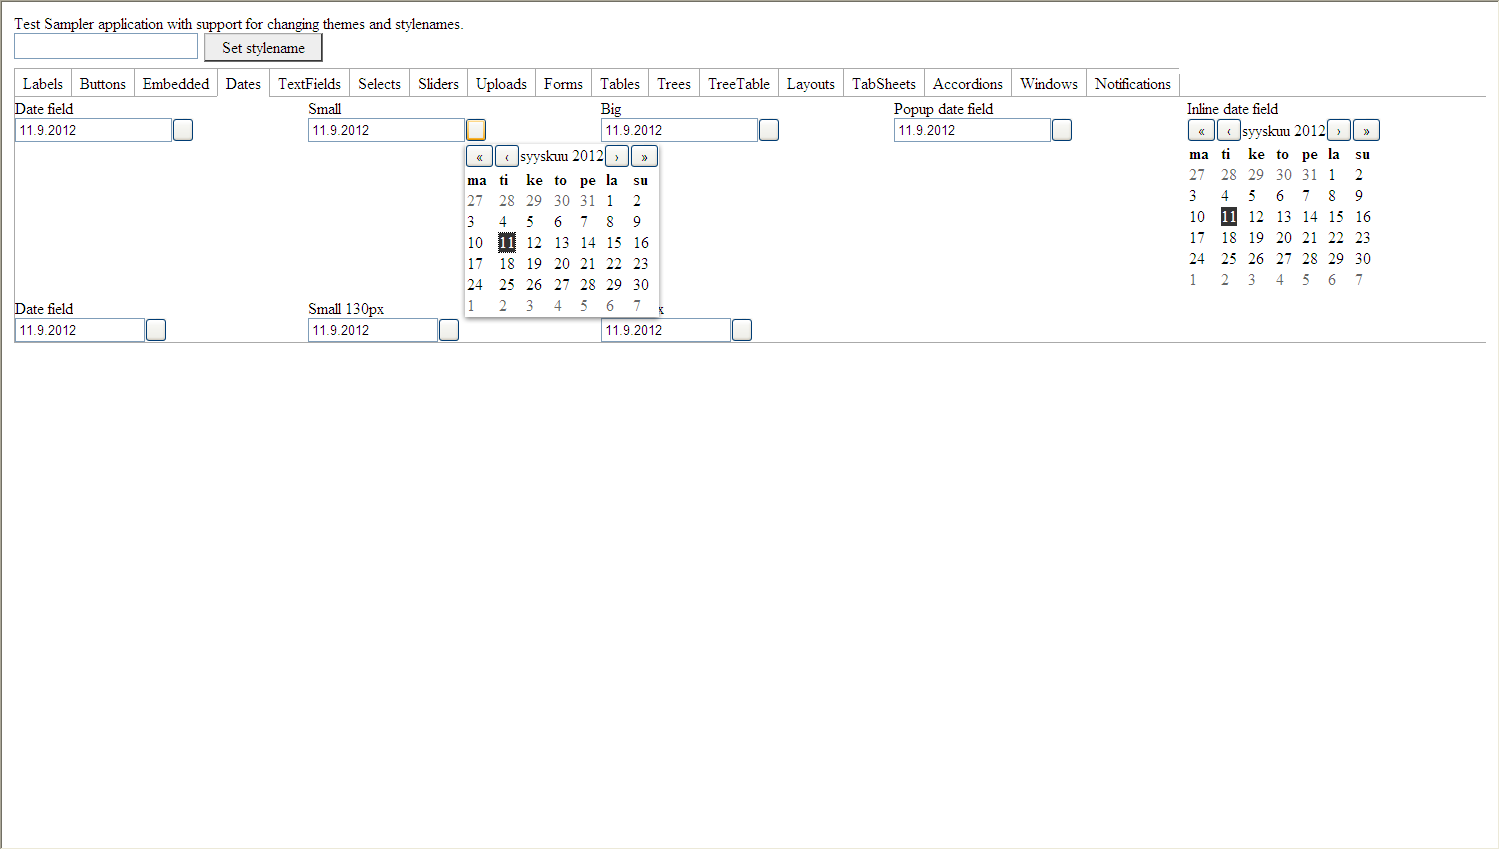 Test Sampler application with support for changing themes and stylenames.
Set stylename
Labels Buttons Embedded Dates TextFields Selects Sliders Uploads Forms Tables Trees TreeTable Layouts TabSheets Accordions Windows Notifications
Date field Small Big Popup date field Inline date field
11.9.2012 11.9.2012 11.9.2012 11.9.2012
« ‹ syyskuu 2012 › »
ma ti ke to pe la su
27 28 29 30 31 1 2
3 4 5 6 7 8 9
10 11 12 13 14 15 16
17 18 19 20 21 22 23
24 25 26 27 28 29 30
1 2 3 4 5 6 7
« ‹ syyskuu 2012 › »
ma ti ke to pe la su
27 28 29 30 31 1 2
3 4 5 6 7 8 9
10 11 12 13 14 15 16
17 18 19 20 21 22 23
24 25 26 27 28 29 30
1 2 3 4 5 6 7
Date field Small 130px
11.9.2012 11.9.2012 11.9.2012